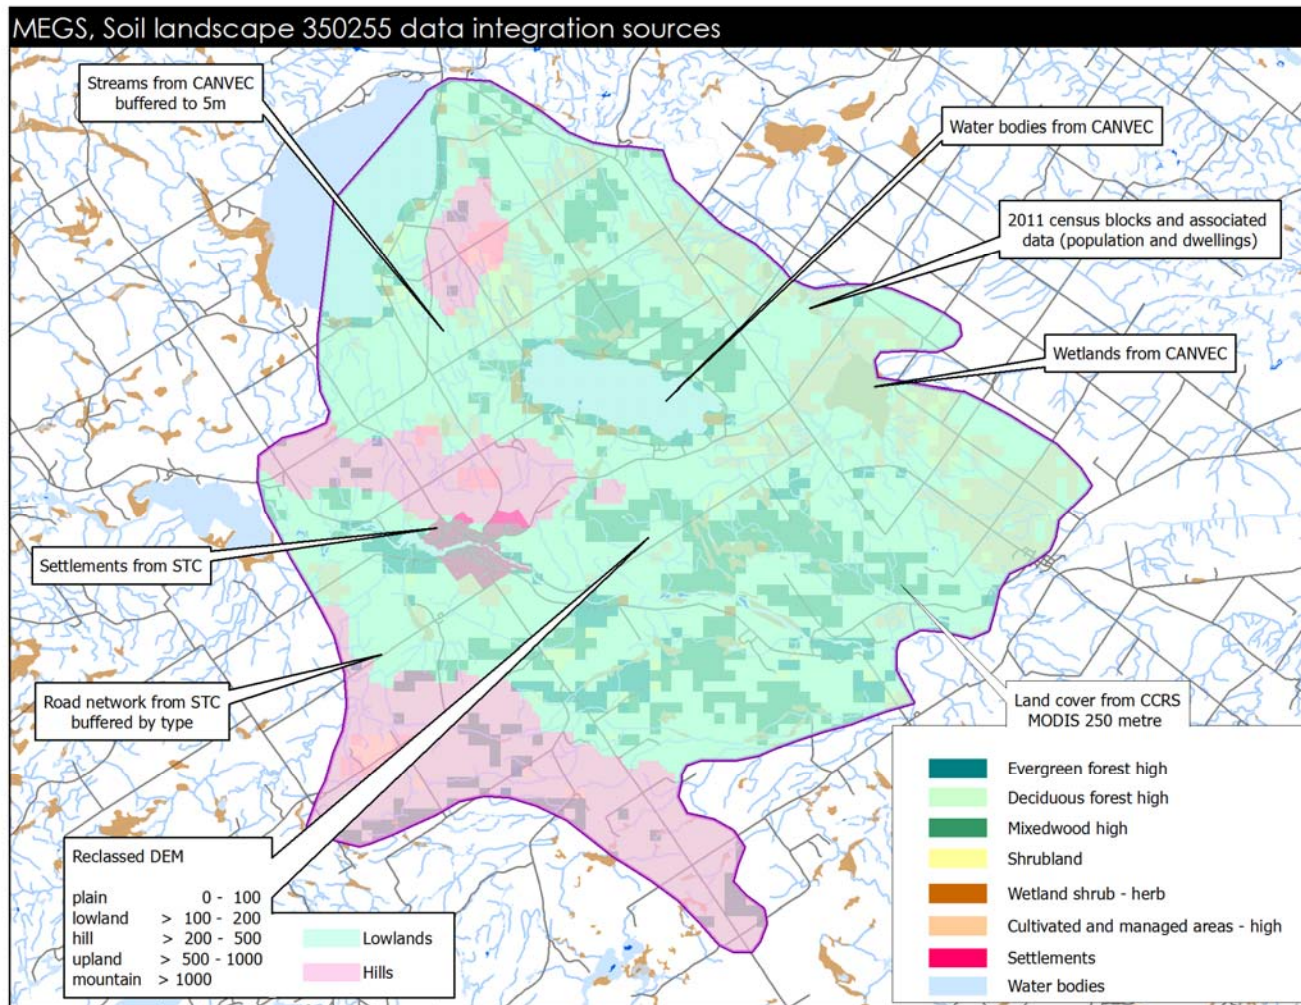 MEGS, Soil landscape 350255 data integration sources
Streams from CANVEC
buffered to 5m
Water bodies from CANVEC
2011 census blocks and associated
data (population and dwellings)
Wetlands from CANVEC
Settlements from STC
Road network from STC
buffered by type
Land cover from CCRS
MODIS 250 metre
Evergreen forest high
Deciduous forest high
Mixedwood high
Shrubland
Wetland shrub - herb
Cultivated and managed areas - high
Settlements
Water bodies
Reclassed DEM
plain 0 - 100
lowland > 100 - 200
hill > 200 - 500
upland > 500 - 1000
mountain > 1000
Lowlands
Hills